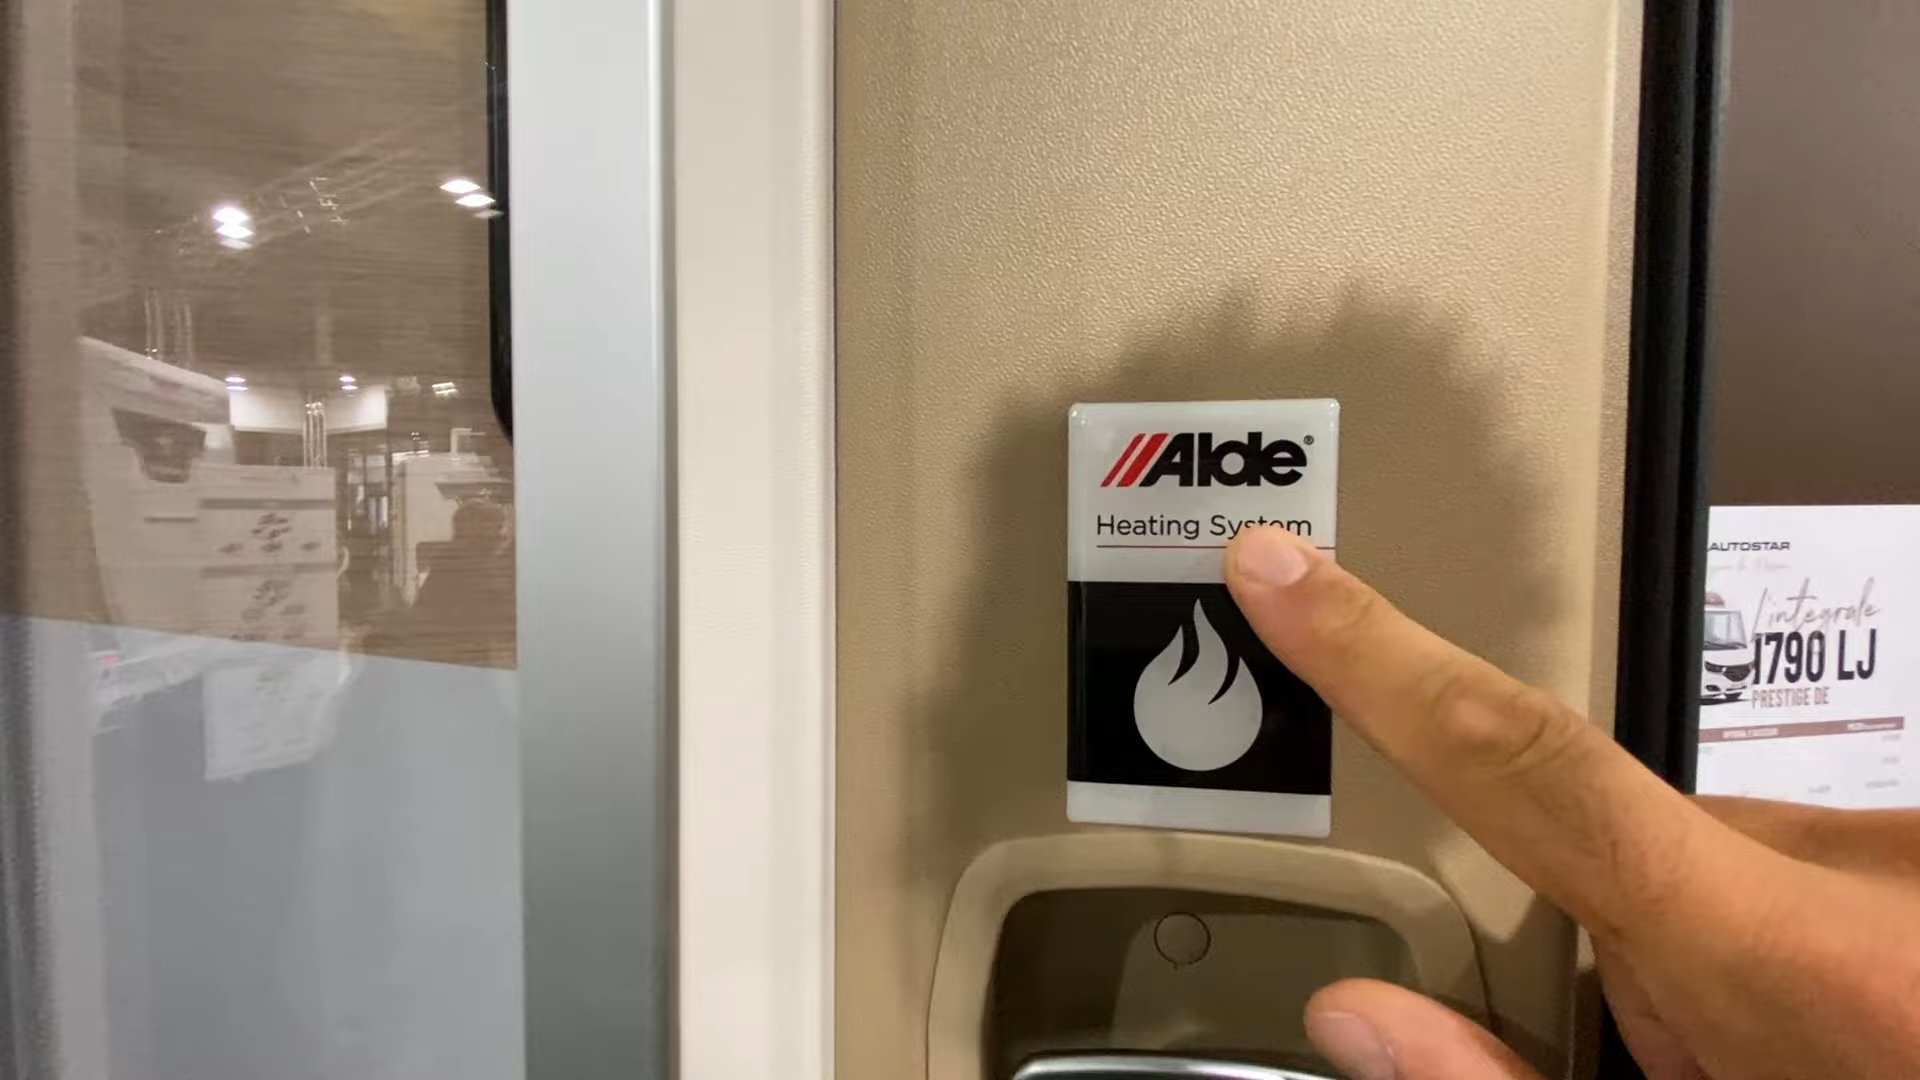 Alde®
Heating System
AUTOSTAR
L'intégrale
I790 LJ
PRESTIGE DE